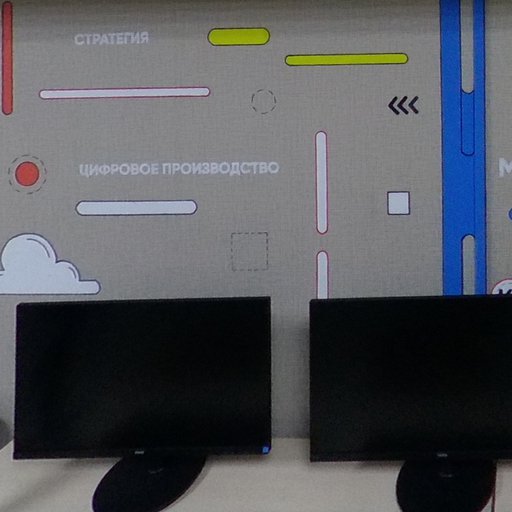 СТРАТЕГИЯ
ЦИФРОВОЕ ПРОИЗВОДСТВО